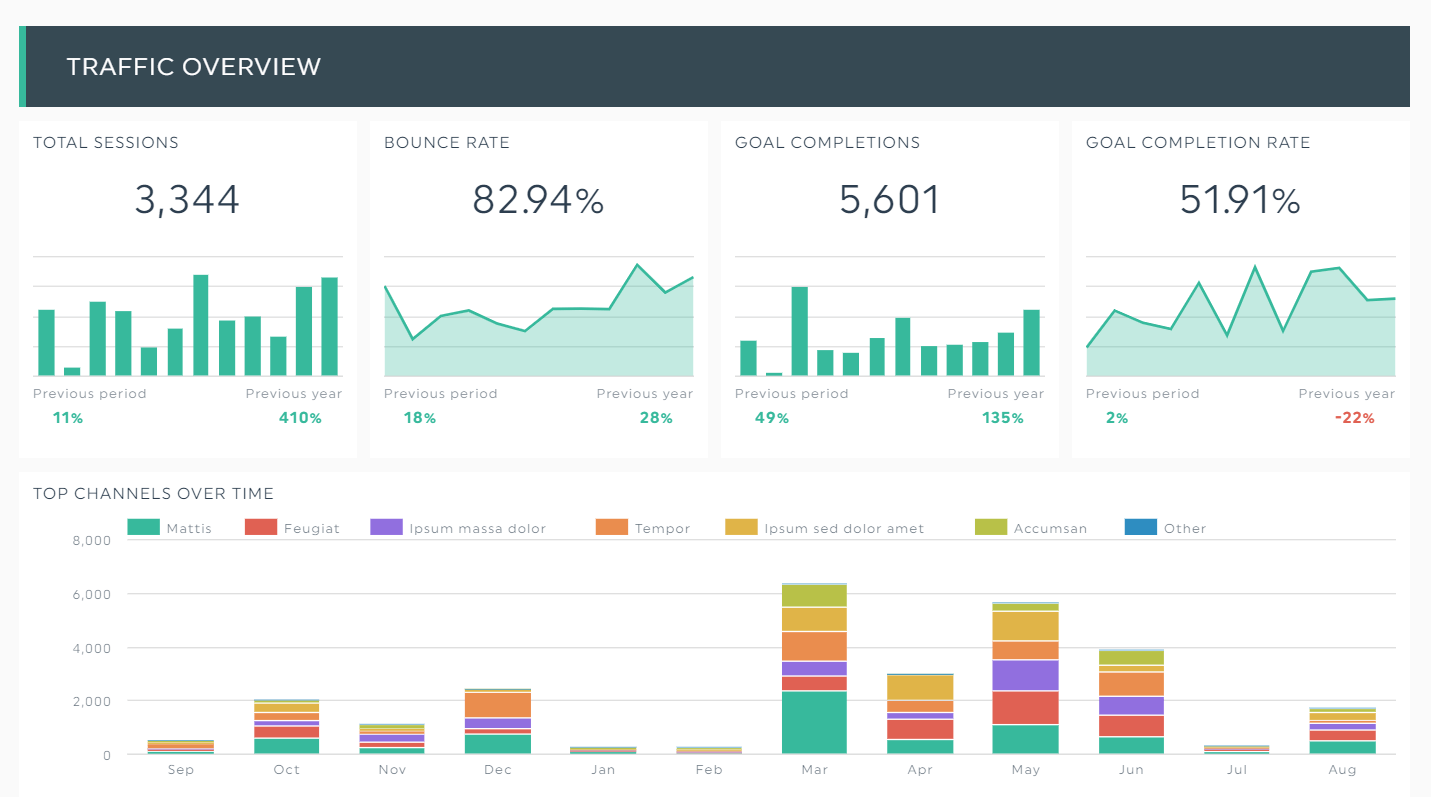 TRAFFIC OVERVIEW
TOTAL SESSIONS
3,344
Previous period Previous year
11% 410%
BOUNCE RATE
82.94%
Previous period Previous year
18% 28%
GOAL COMPLETIONS
5,601
Previous period Previous year
49% 135%
GOAL COMPLETION RATE
51.91%
Previous period Previous year
2% -22%
TOP CHANNELS OVER TIME
Mattis Feugiat Ipsum massa dolor Tempor Ipsum sed dolor amet Accumsan Other
8,000
6,000
4,000
2,000
0
Sep Oct Nov Dec Jan Feb Mar Apr May Jun Jul Aug